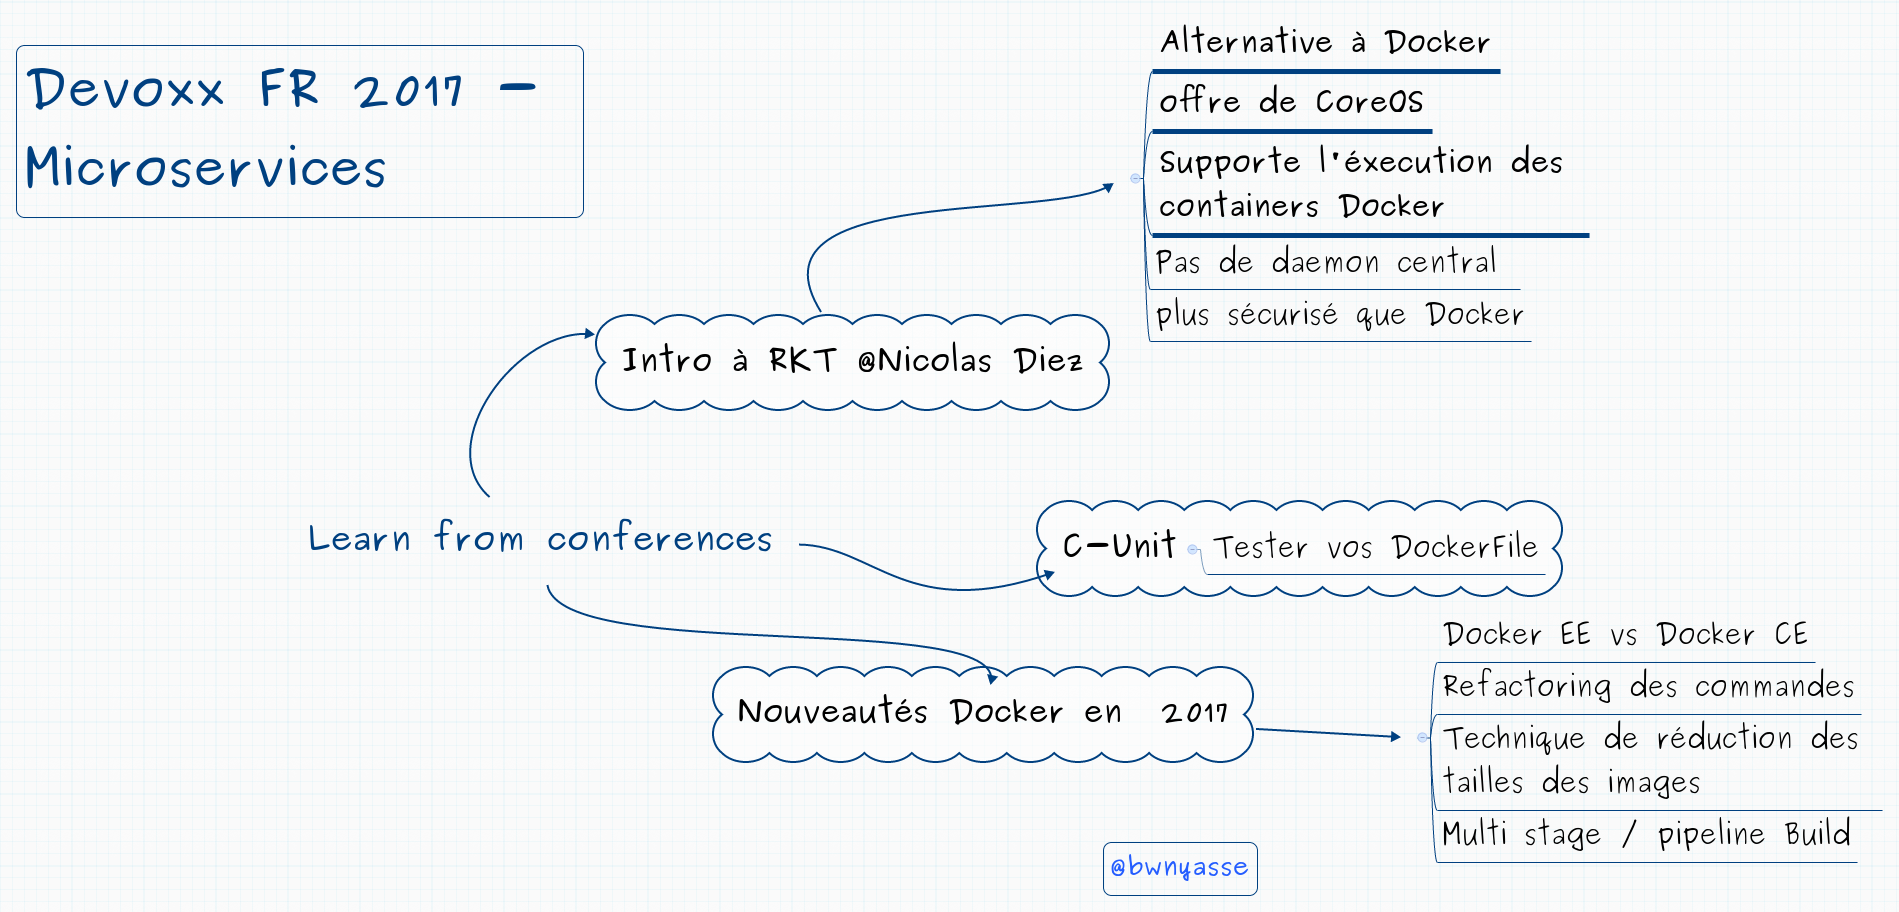 Devoxx FR 2017 -
Microservices
Alternative à Docker
offre de CoreOS
Supporte l'éxecution des
containers Docker
Pas de daemon central
plus sécurisé que Docker
Intro à RKT @Nicolas Diez
Learn from conferences
C-Unit
Tester vos DockerFile
Nouveautés Docker en 2017
Docker EE vs Docker CE
Refactoring des commandes
Technique de réduction des
tailles des images
Multi stage / pipeline Build
@bwnyasse